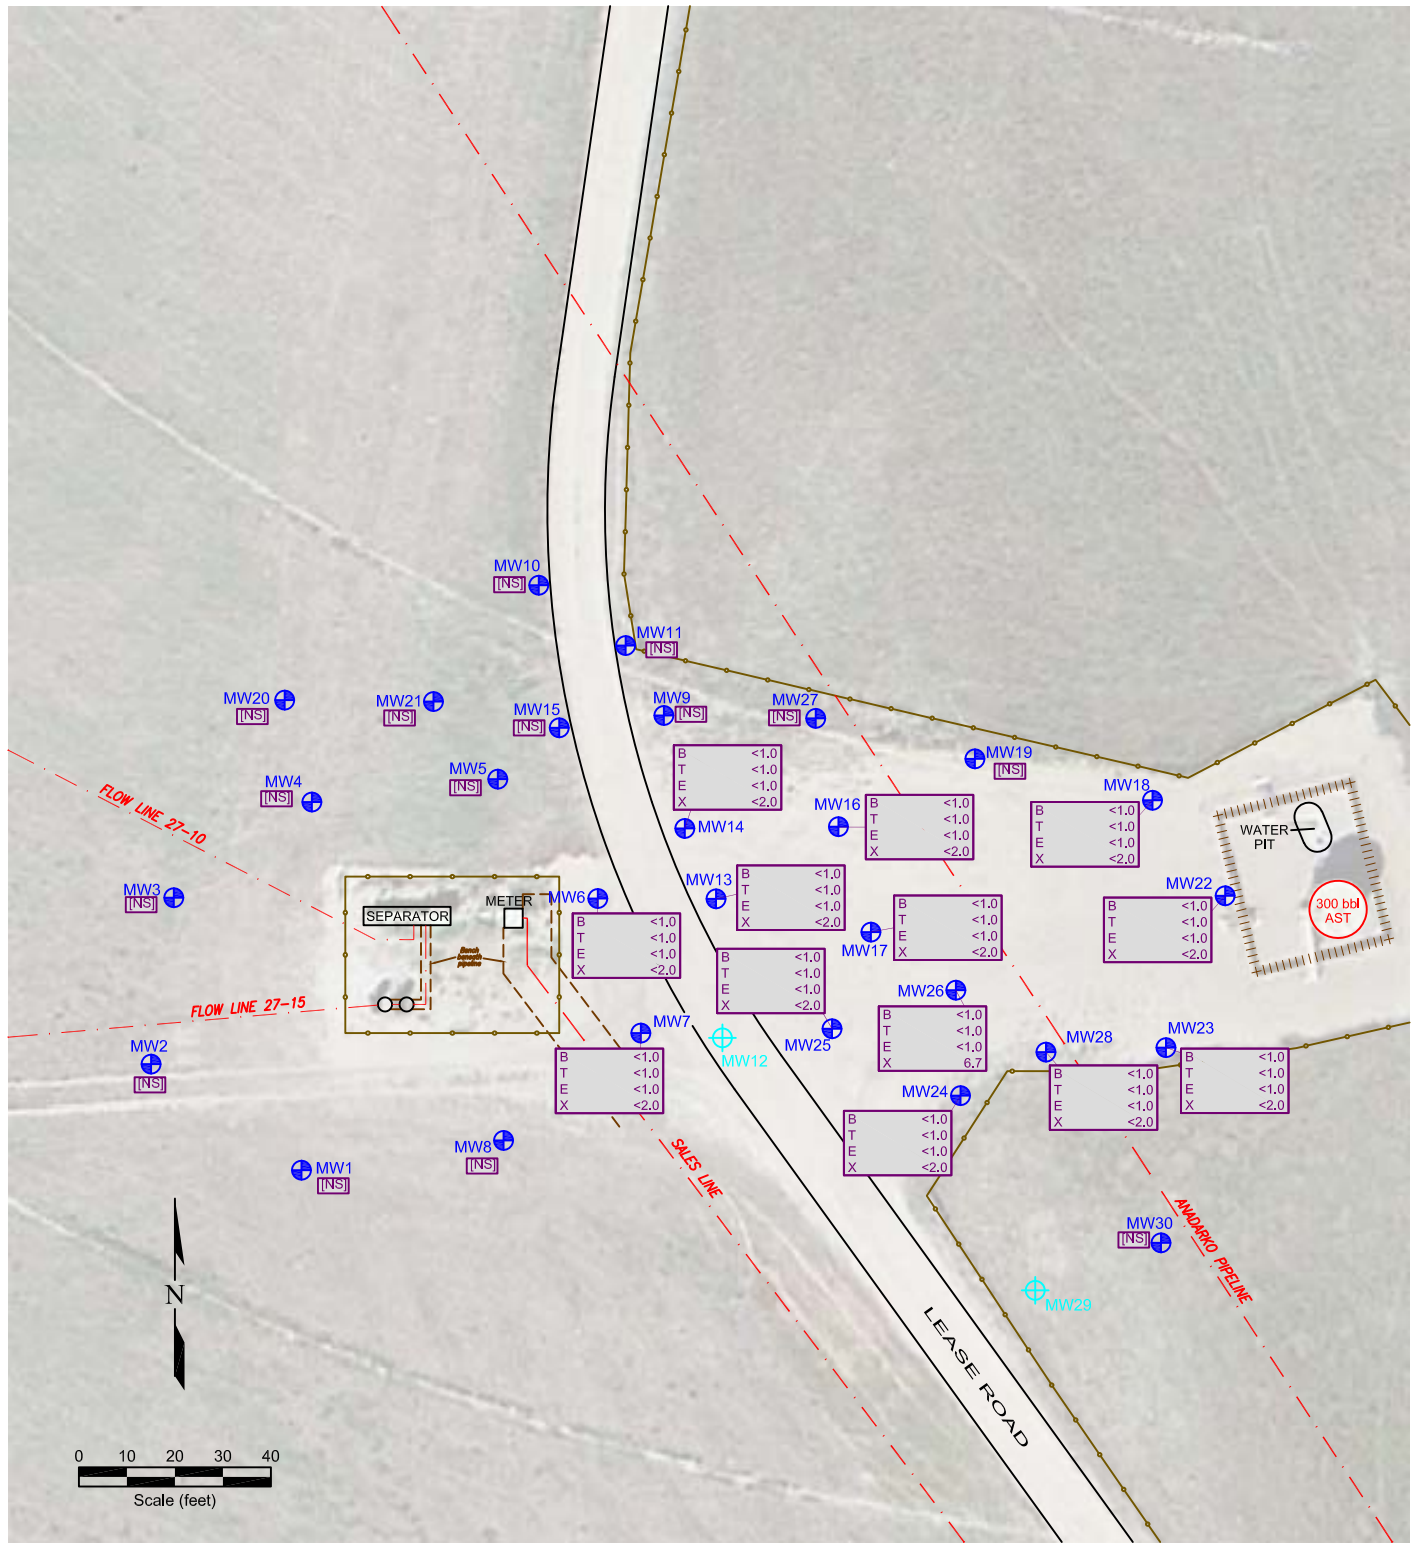 MW10
[NS]
MW11
[NS]
MW20
[NS]
MW21
[NS]
MW15
[NS]
MW9
[NS]
MW27
[NS]
MW19
[NS]
MW4
[NS]
MW5
[NS]
B <1.0
T <1.0
E <1.0
X <2.0
MW14
MW16
B <1.0
T <1.0
E <1.0
X <2.0
MW18
B <1.0
T <1.0
E <1.0
X <2.0
WATER
PIT
300 bbl
AST
FLOW LINE 27-10
MW3
[NS]
SEPARATOR
METER
Bench
beneath
pipeline
MW6
B <1.0
T <1.0
E <1.0
X <2.0
MW13
B <1.0
T <1.0
E <1.0
X <2.0
MW17
B <1.0
T <1.0
E <1.0
X <2.0
MW22
B <1.0
T <1.0
E <1.0
X <2.0
B <1.0
T <1.0
E <1.0
X <2.0
MW25
MW26
B <1.0
T <1.0
E <1.0
X 6.7
FLOW LINE 27-15
MW2
[NS]
MW7
B <1.0
T <1.0
E <1.0
X <2.0
MW12
MW28
B <1.0
T <1.0
E <1.0
X <2.0
MW23
B <1.0
T <1.0
E <1.0
X <2.0
MW24
B <1.0
T <1.0
E <1.0
X <2.0
MW8
[NS]
MW1
[NS]
SALES LINE
ANADARKO PIPELINE
MW30
[NS]
MW29
N
LEASE ROAD
0 10 20 30 40
Scale (feet)